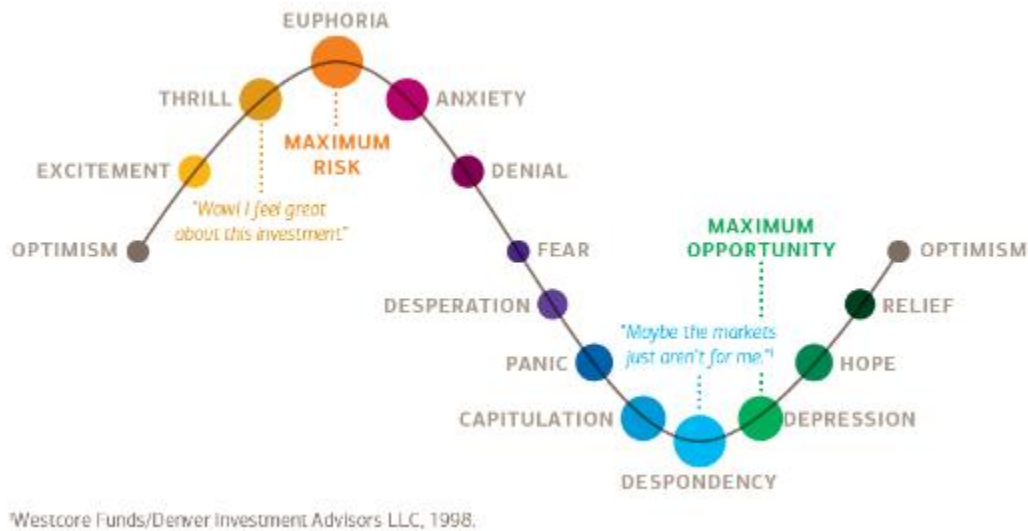 EUPHORIA
THRILL
ANXIETY
MAXIMUM
RISK
EXCITEMENT
DENIAL
"Wow! I feel great
about this investment."
MAXIMUM
OPPORTUNITY
OPTIMISM
FEAR
OPTIMISM
DESPERATION
RELIEF
"Maybe the markets
just aren't for me."¹
PANIC
HOPE
CAPITULATION
DEPRESSION
DESPONDENCY
¹Westcore Funds/Denver Investment Advisors LLC, 1998.